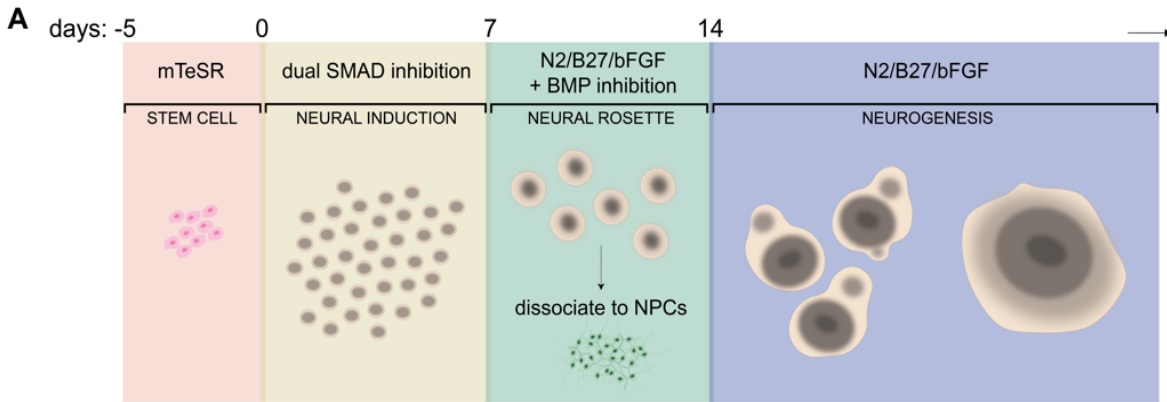 A
days: -5 0 7 14
mTeSR
dual SMAD inhibition
N2/B27/bFGF
+ BMP inhibition
N2/B27/bFGF
STEM CELL
NEURAL INDUCTION
NEURAL ROSETTE
NEUROGENESIS
dissociate to NPCs